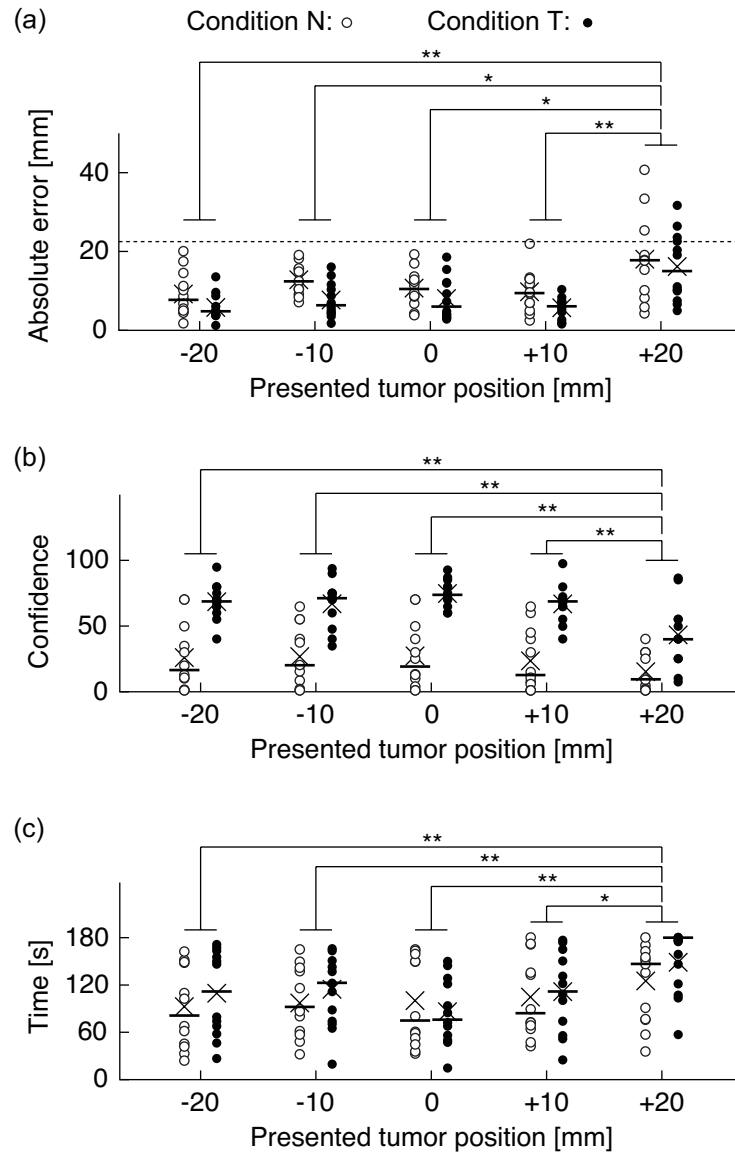 (a) Condition N: ○ Condition T: ●
**
*
*
**
Absolute error [mm]
40
20
0
-20 -10 0 +10 +20
Presented tumor position [mm]
(b)
**
**
**
**
Confidence
100
50
0
-20 -10 0 +10 +20
Presented tumor position [mm]
(c)
**
**
**
*
Time [s]
180
120
60
0
-20 -10 0 +10 +20
Presented tumor position [mm]